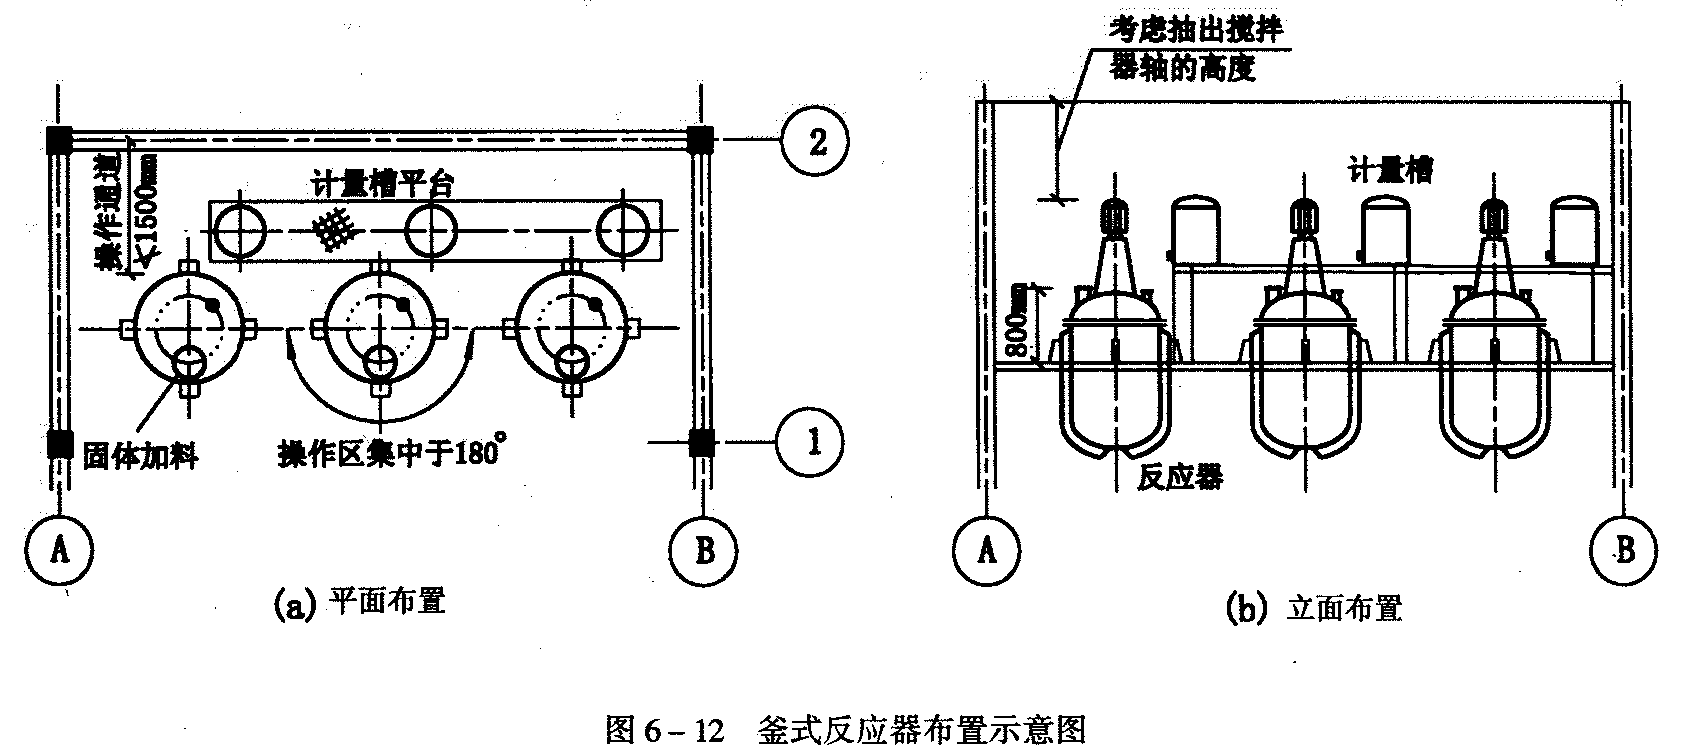 考虑抽出搅拌
器轴的高度
2
操作通道
≮1500mm
计量槽平台
计量槽
800mm
固体加料
操作区集中于180°
1
反应器
A
B
A
B
(a) 平面布置
(b) 立面布置
图 6-12 釜式反应器布置示意图